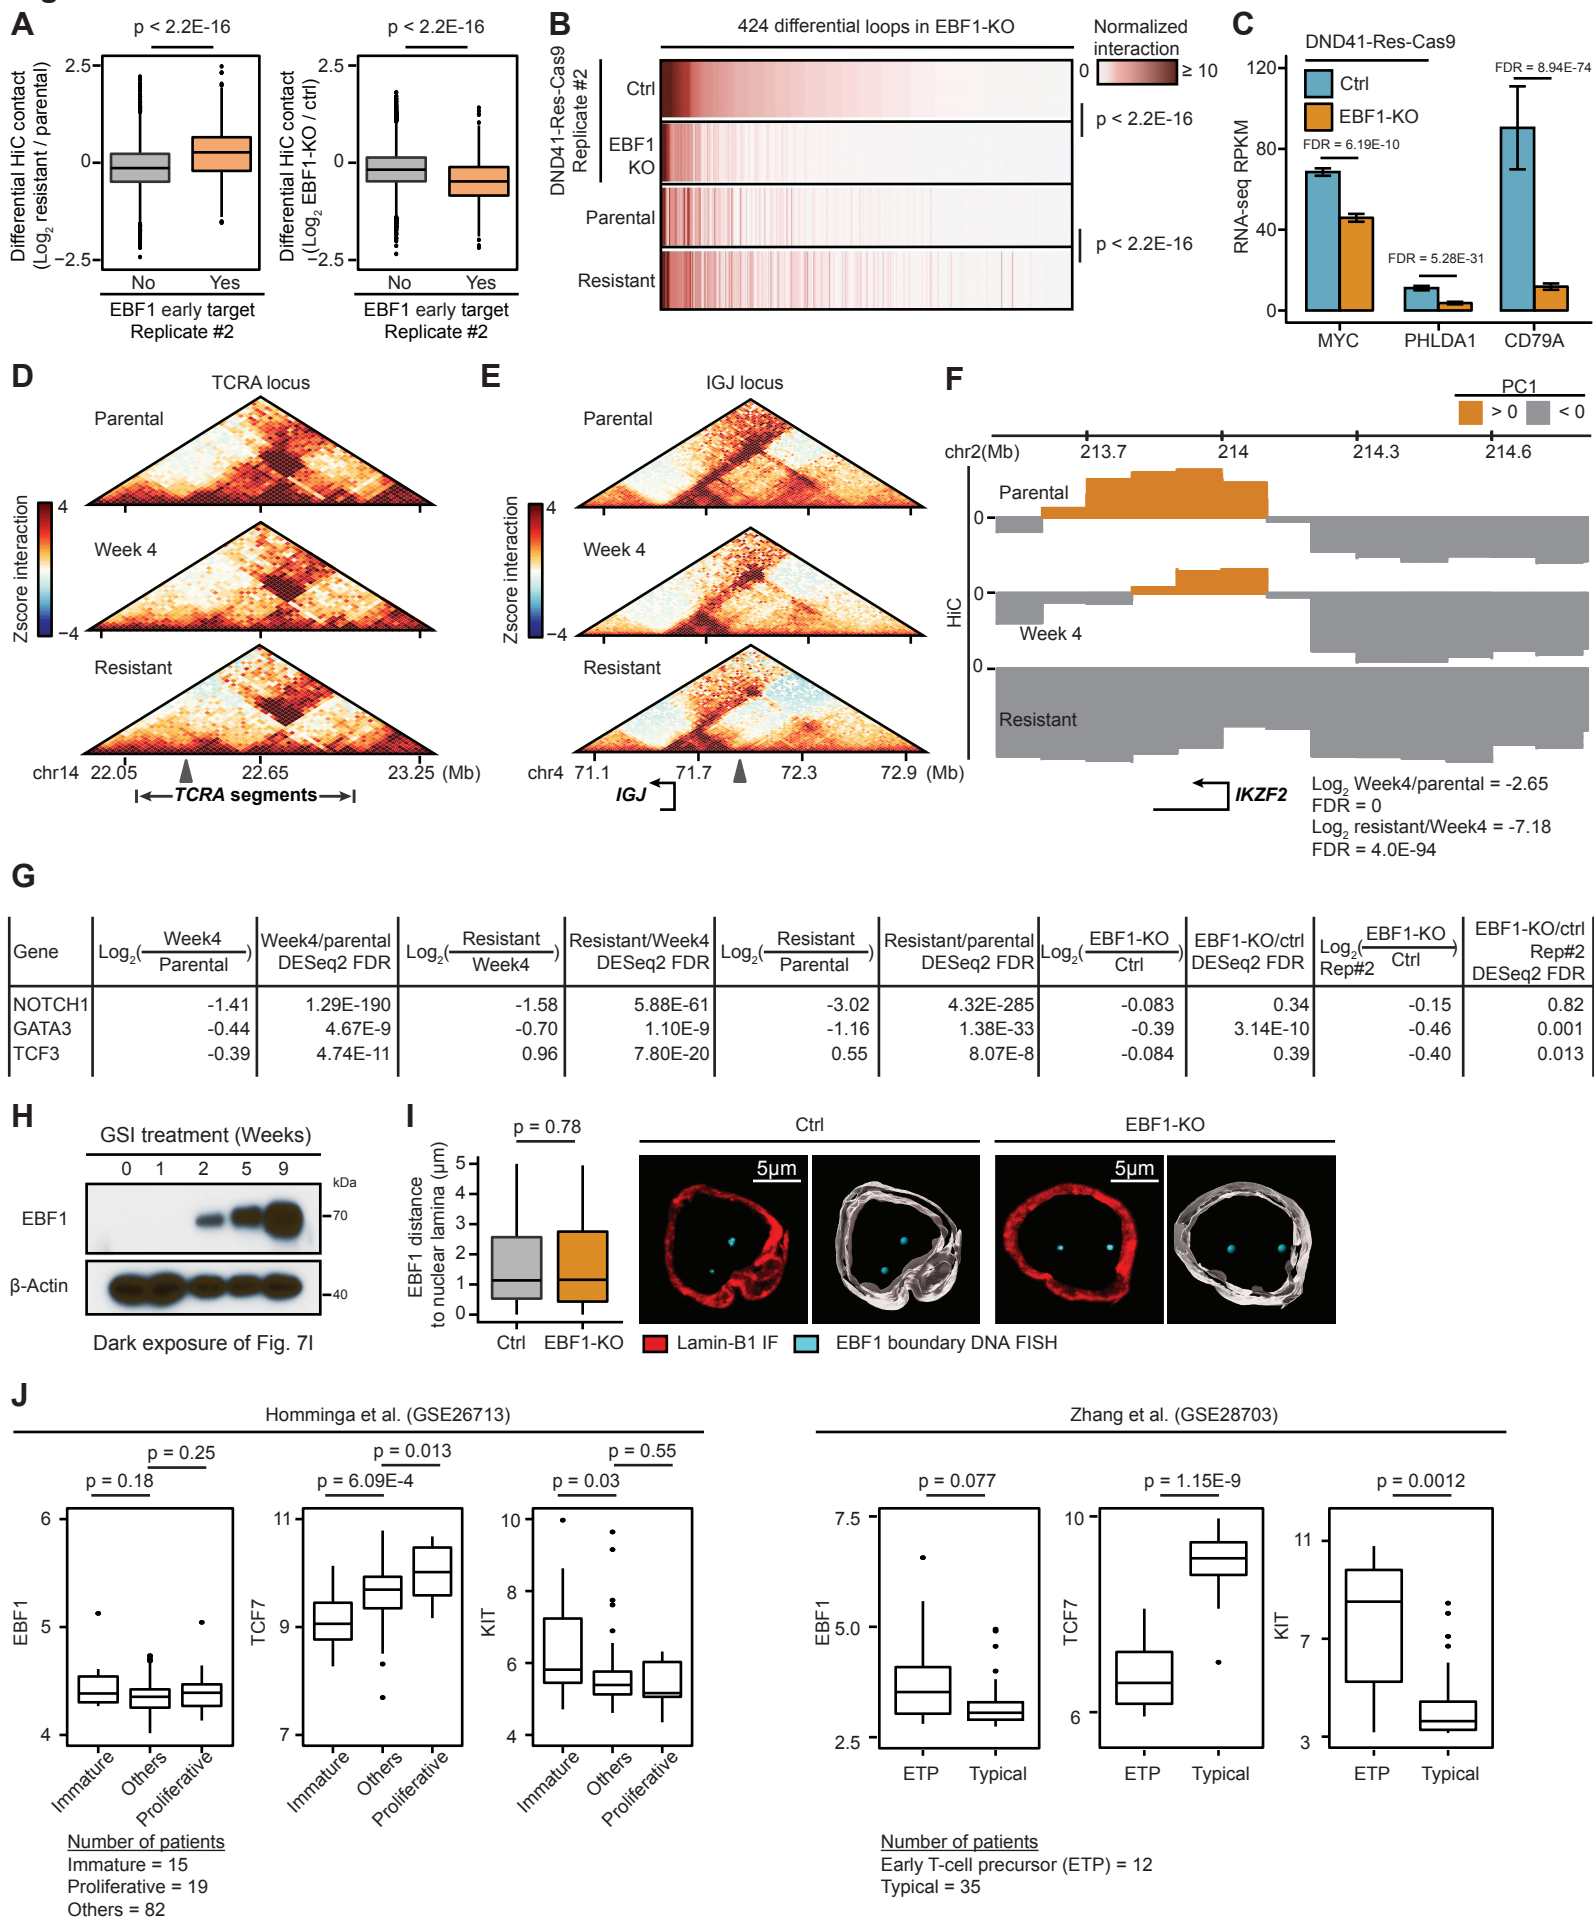 A
p < 2.2E-16
p < 2.2E-16
Differential HiC contact
(Log2 resistant / parental)
2.5
0
−2.5
No Yes
EBF1 early target
Replicate #2
Differential HiC contact
(Log2 EBF1-KO / ctrl)
2.5
0
−2.5
No Yes
EBF1 early target
Replicate #2
B
424 differential loops in EBF1-KO
Normalized
interaction
0 ≥ 10
DND41-Res-Cas9
Replicate #2
Ctrl
EBF1
KO
Parental
Resistant
p < 2.2E-16
p < 2.2E-16
C
DND41-Res-Cas9
Ctrl
EBF1-KO
RNA-seq RPKM
120
80
40
0
FDR = 6.19E-10
FDR = 5.28E-31
FDR = 8.94E-74
MYC PHLDA1 CD79A
D
TCRA locus
Parental
Week 4
Resistant
Zscore interaction
4
−4
chr14 22.05 22.65 23.25 (Mb)
TCRA segments
E
IGJ locus
Parental
Week 4
Resistant
Zscore interaction
4
−4
chr4 71.1 71.7 72.3 72.9 (Mb)
IGJ
F
PC1
> 0 < 0
chr2(Mb) 213.7 214 214.3 214.6
HiC
Parental
0
0
Week 4
0
Resistant
IKZF2
Log2 Week4/parental = -2.65
FDR = 0
Log2 resistant/Week4 = -7.18
FDR = 4.0E-94
G
Gene Log2(Week4/Parental) Week4/parental DESeq2 FDR Log2(Resistant/Week4) Resistant/Week4 DESeq2 FDR Log2(Resistant/Parental) Resistant/parental DESeq2 FDR Log2(EBF1-KO/Ctrl) EBF1-KO/ctrl DESeq2 FDR Log2(EBF1-KO/Ctrl) Rep#2 EBF1-KO/ctrl Rep#2 DESeq2 FDR
NOTCH1 -1.41 1.29E-190 -1.58 5.88E-61 -3.02 4.32E-285 -0.083 0.34 -0.15 0.82
GATA3 -0.44 4.67E-9 -0.70 1.10E-9 -1.16 1.38E-33 -0.39 3.14E-10 -0.46 0.001
TCF3 -0.39 4.74E-11 0.96 7.80E-20 0.55 8.07E-8 -0.084 0.39 -0.40 0.013
H
GSI treatment (Weeks)
0 1 2 5 9
kDa
EBF1
70
β-Actin
40
Dark exposure of Fig. 7I
I
p = 0.78
EBF1 distance
to nuclear lamina (μm)
5
4
3
2
1
0
Ctrl EBF1-KO
Ctrl
EBF1-KO
5μm
5μm
Lamin-B1 IF
EBF1 boundary DNA FISH
J
Homminga et al. (GSE26713)
p = 0.25
p = 0.18
EBF1
6
5
4
Immature Others Proliferative
p = 0.013
p = 6.09E-4
TCF7
11
9
7
Immature Others Proliferative
p = 0.55
p = 0.03
KIT
10
8
6
4
Immature Others Proliferative
Number of patients
Immature = 15
Proliferative = 19
Others = 82
Zhang et al. (GSE28703)
p = 0.077
EBF1
7.5
5.0
2.5
ETP Typical
p = 1.15E-9
TCF7
10
6
ETP Typical
p = 0.0012
KIT
11
7
3
ETP Typical
Number of patients
Early T-cell precursor (ETP) = 12
Typical = 35